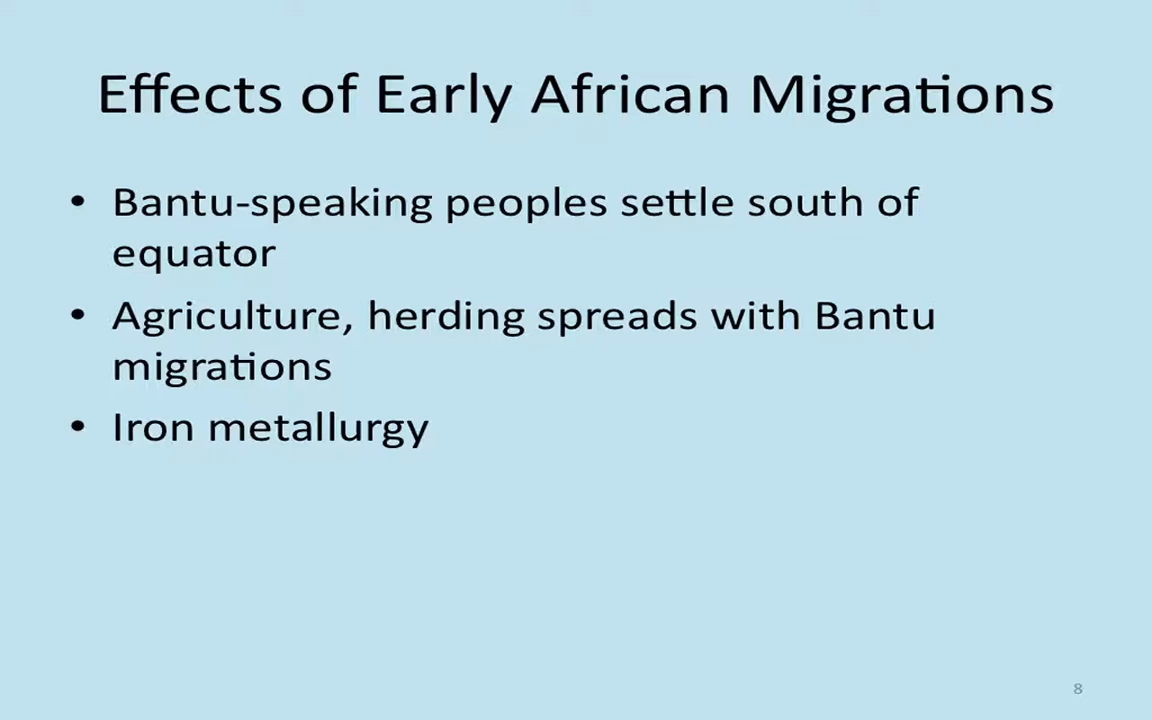 Effects of Early African Migrations
• Bantu-speaking peoples settle south of
equator
• Agriculture, herding spreads with Bantu
migrations
• Iron metallurgy
8